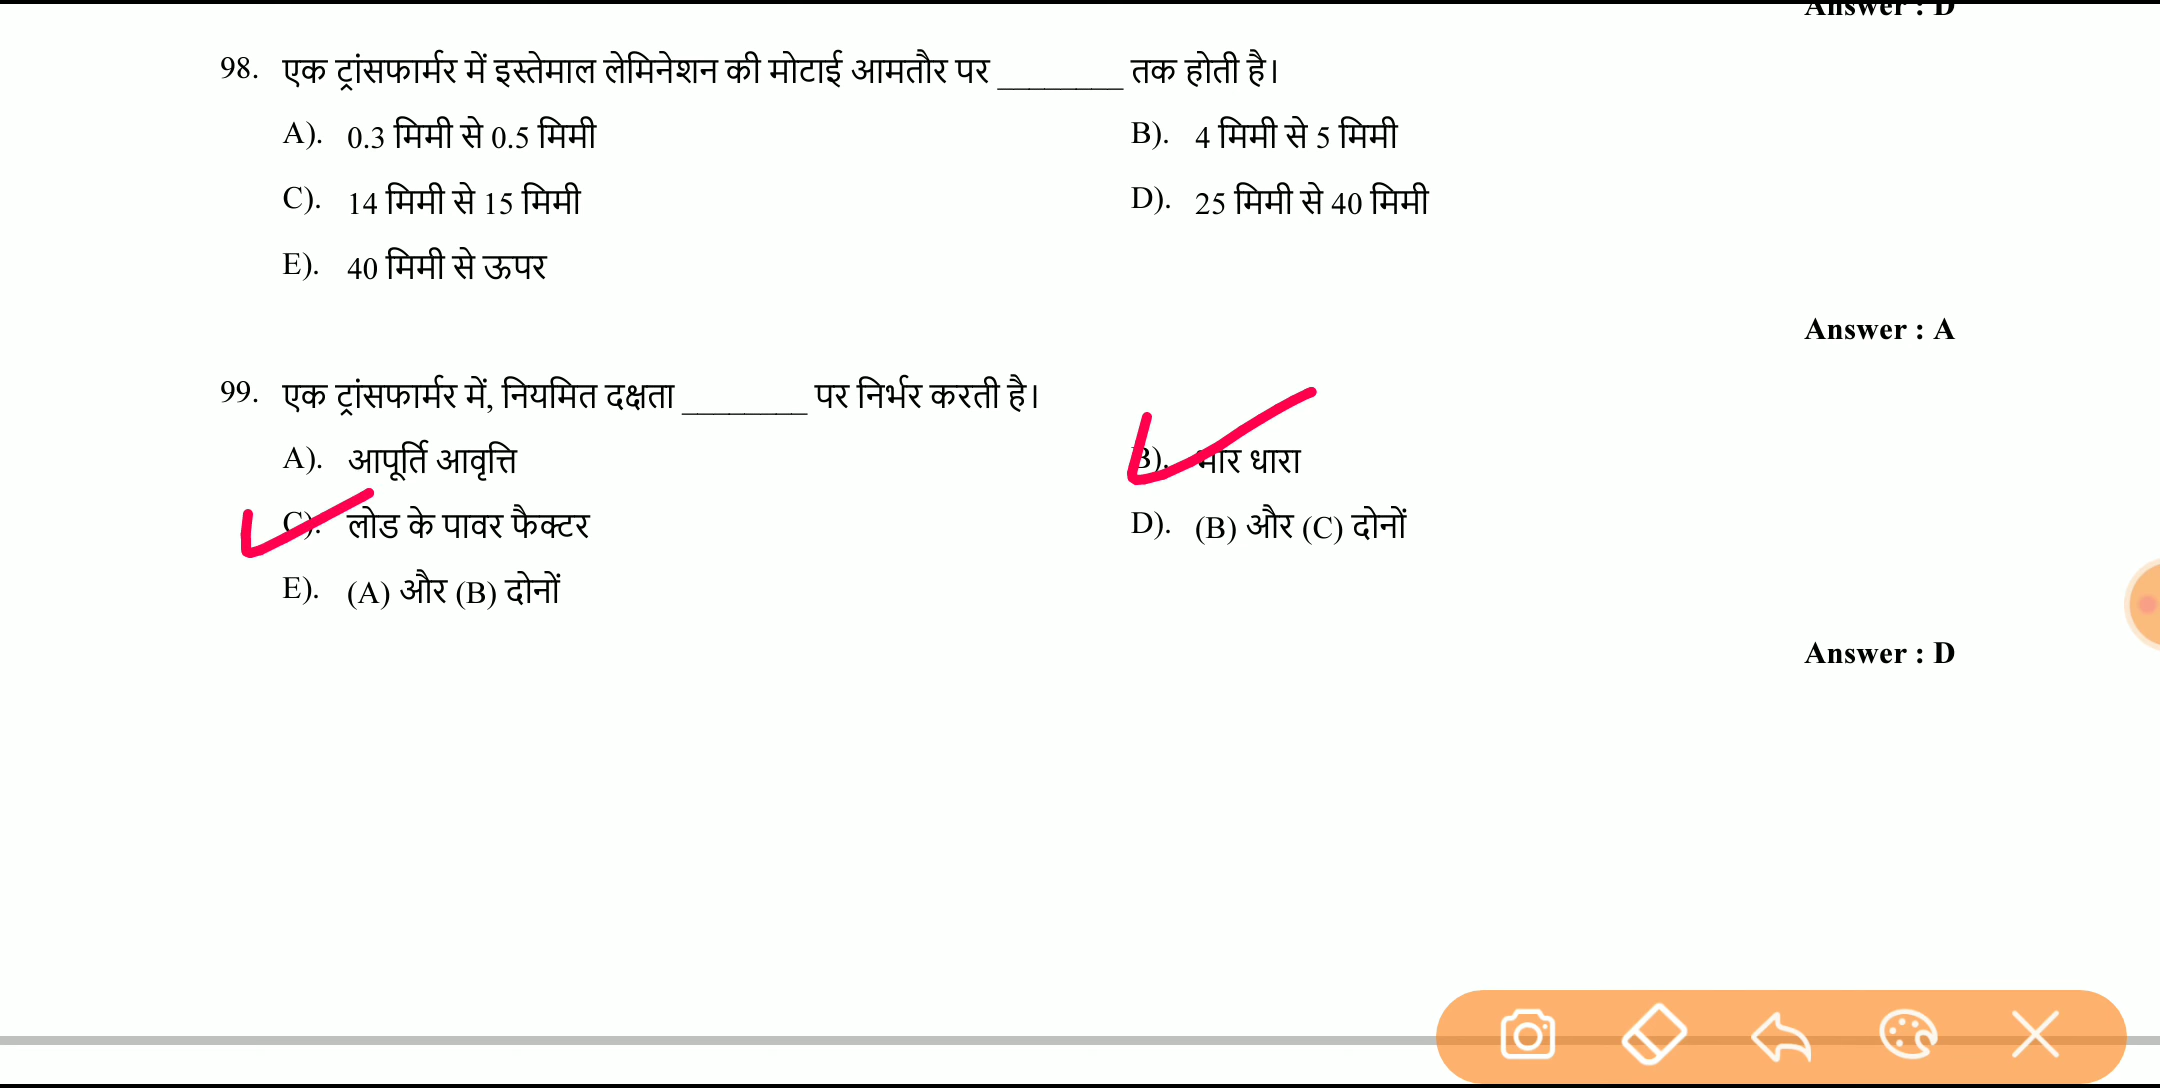 Answer : D
98. एक ट्रांसफार्मर में इस्तेमाल लेमिनेशन की मोटाई आमतौर पर ________ तक होती है।
A). 0.3 मिमी से 0.5 मिमी B). 4 मिमी से 5 मिमी
C). 14 मिमी से 15 मिमी D). 25 मिमी से 40 मिमी
E). 40 मिमी से ऊपर
Answer : A
99. एक ट्रांसफार्मर में, नियमित दक्षता ________ पर निर्भर करती है।
A). आपूर्ति आवृत्ति B). भार धारा
C). लोड के पावर फैक्टर D). (B) और (C) दोनों
E). (A) और (B) दोनों
Answer : D